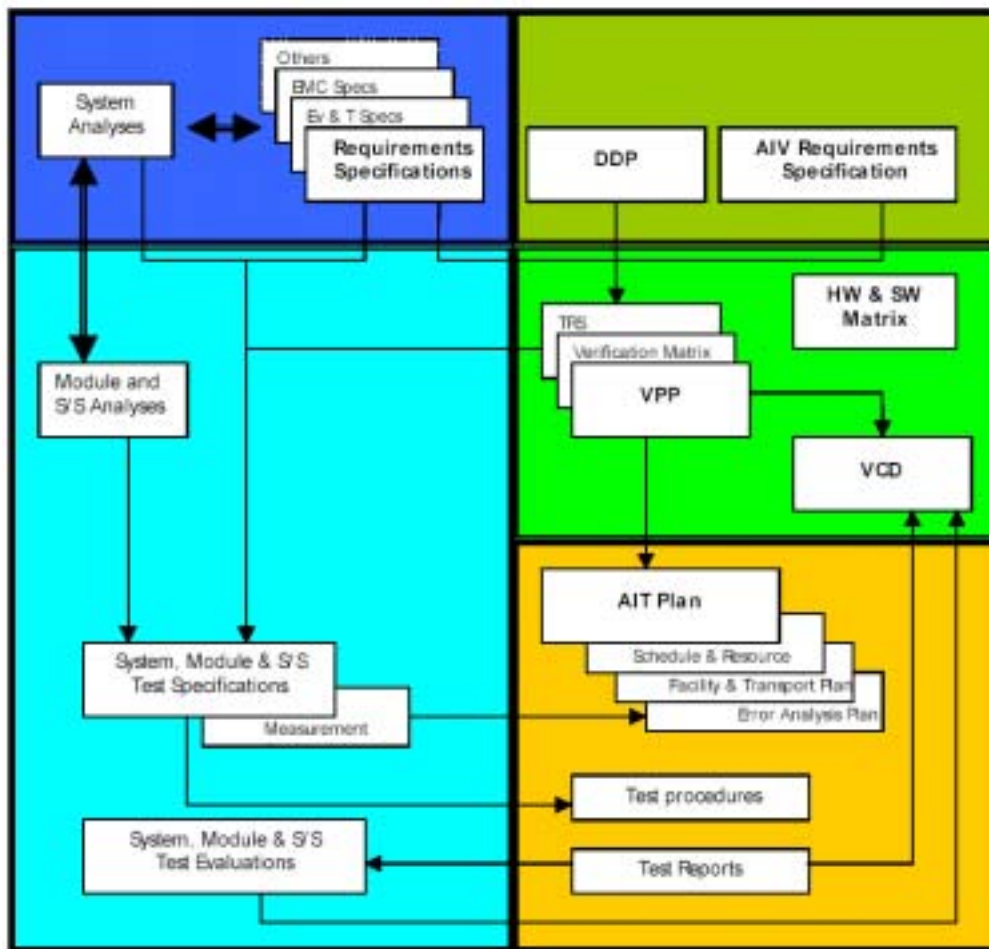 Others
EMC Specs
Ev & T Specs
Requirements
Specifications
System
Analyses
DDP
AIV Requirements
Specification
HW & SW
Matrix
TRS
Verification Matrix
VPP
VCD
Module and
S/S Analyses
AIT Plan
Schedule & Resource
Facility & Transport Plan
Error Analysis Plan
System, Module & S/S
Test Specifications
Measurement
Test procedures
System, Module & S/S
Test Evaluations
Test Reports